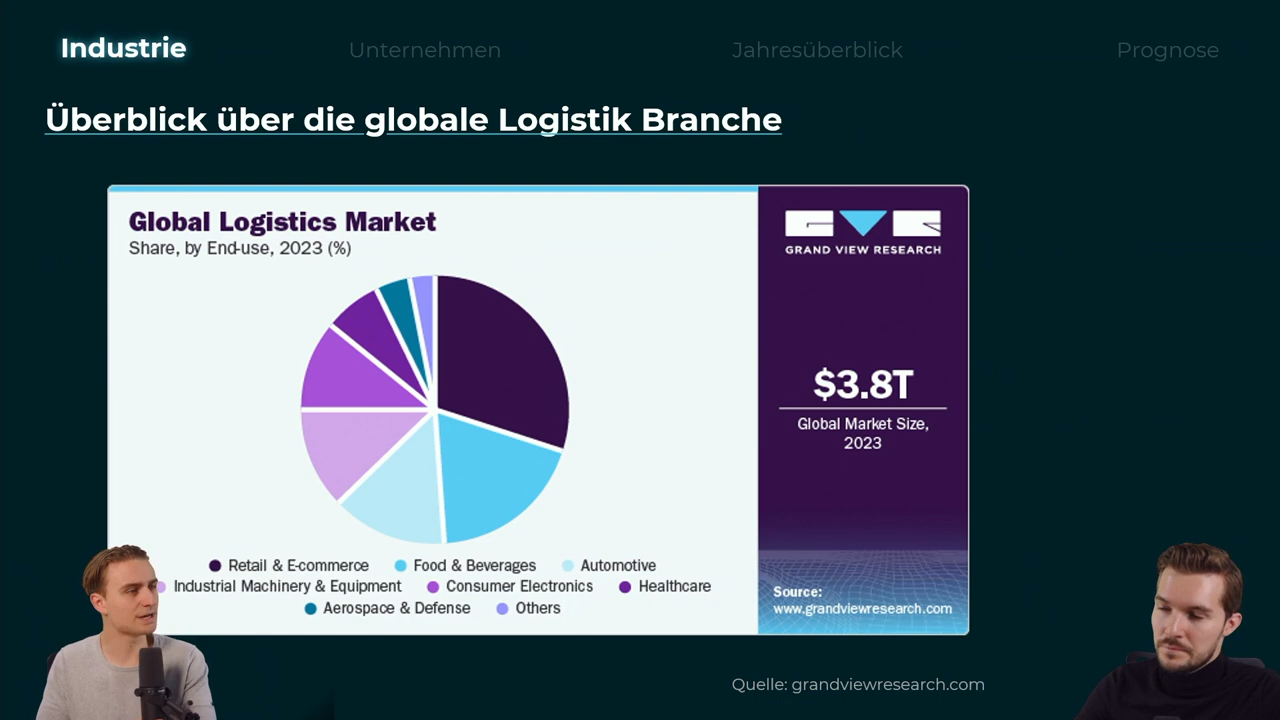 Industrie
Unternehmen
Jahresüberblick
Prognose
Überblick über die globale Logistik Branche
Global Logistics Market
Share, by End-use, 2023 (%)
GRAND VIEW RESEARCH
$3.8T
Global Market Size,
2023
Retail & E-commerce
Food & Beverages
Automotive
Industrial Machinery & Equipment
Consumer Electronics
Healthcare
Aerospace & Defense
Others
Source:
www.grandviewresearch.com
Quelle: grandviewresearch.com